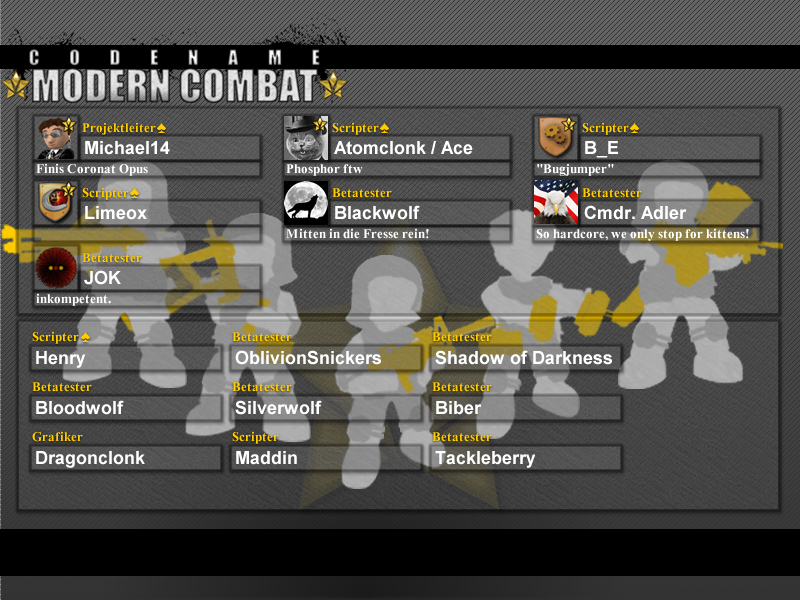 CODENAME
MODERN COMBAT
Projektleiter♠
Michael14
Finis Coronat Opus
Scripter♠
Atomclonk / Ace
Phosphor ftw
Scripter♠
B_E
"Bugjumper"
Scripter♠
Limeox
Betatester
Blackwolf
Mitten in die Fresse rein!
Betatester
Cmdr. Adler
So hardcore, we only stop for kittens!
Betatester
JOK
inkompetent.
Scripter♠
Henry
Betatester
OblivionSnickers
Betatester
Shadow of Darkness
Betatester
Bloodwolf
Betatester
Silverwolf
Betatester
Biber
Grafiker
Dragonclonk
Scripter
Maddin
Betatester
Tackleberry